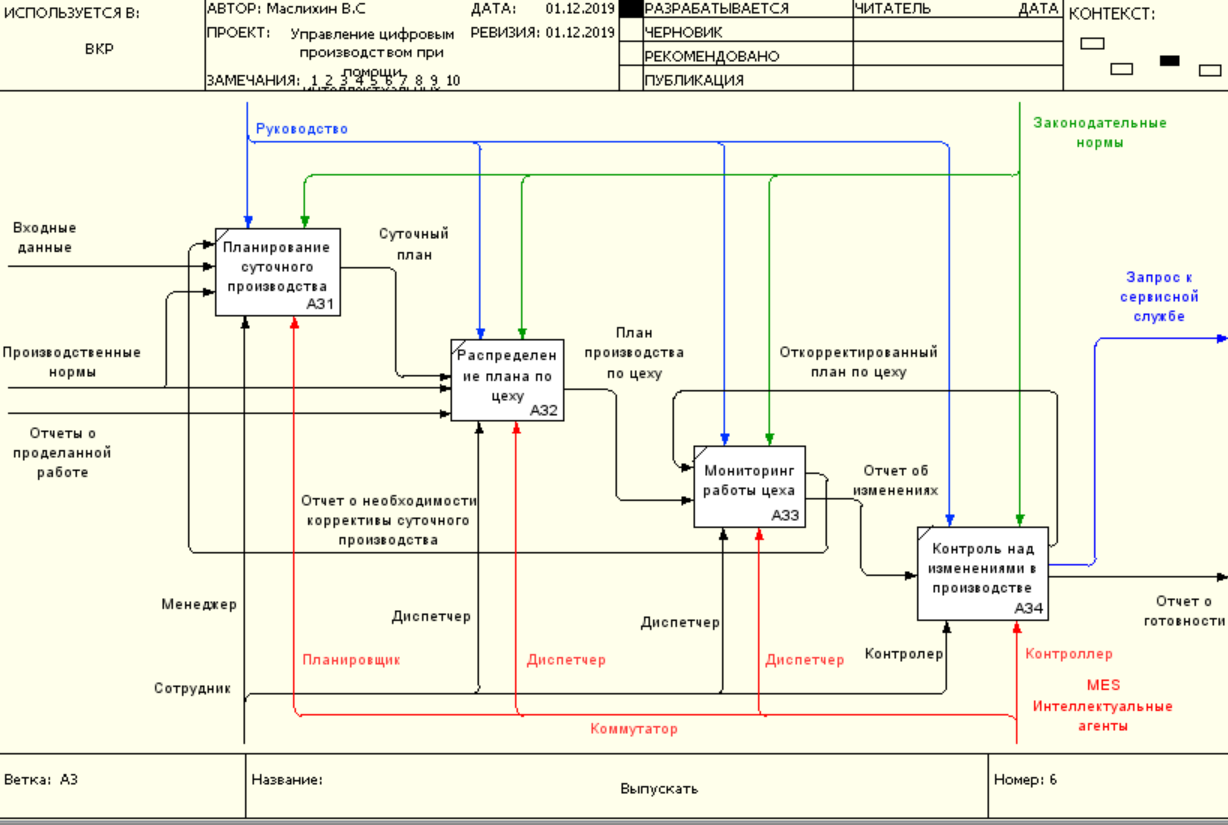 ИСПОЛЬЗУЕТСЯ В:
ВКР
АВТОР: Маслихин В.С
ДАТА: 01.12.2019
ПРОЕКТ: Управление цифровым
производством при
помощи
интеллектуальных
РЕВИЗИЯ: 01.12.2019
ЗАМЕЧАНИЯ: 1 2 3 4 5 6 7 8 9 10
РАЗРАБАТЫВАЕТСЯ
ЧЕРНОВИК
РЕКОМЕНДОВАНО
ПУБЛИКАЦИЯ
ЧИТАТЕЛЬ
ДАТА
КОНТЕКСТ:
Руководство
Законодательные
нормы
Входные
данные
Планирование
суточного
производства
А31
Суточный
план
Запрос к
сервисной
службе
Производственные
нормы
Распределен
ие плана по
цеху
А32
План
производства
по цеху
Откорректированный
план по цеху
Отчеты о
проделанной
работе
Мониторинг
работы цеха
А33
Отчет об
изменениях
Отчет о необходимости
коррективы суточного
производства
Контроль над
изменениями в
производстве
А34
Отчет о
готовности
Менеджер
Диспетчер
Диспетчер
Контролер
Планировщик
Диспетчер
Диспетчер
Контроллер
Сотрудник
MES
Интеллектуальные
агенты
Коммутатор
Ветка: А3
Название:
Выпускать
Номер: 6